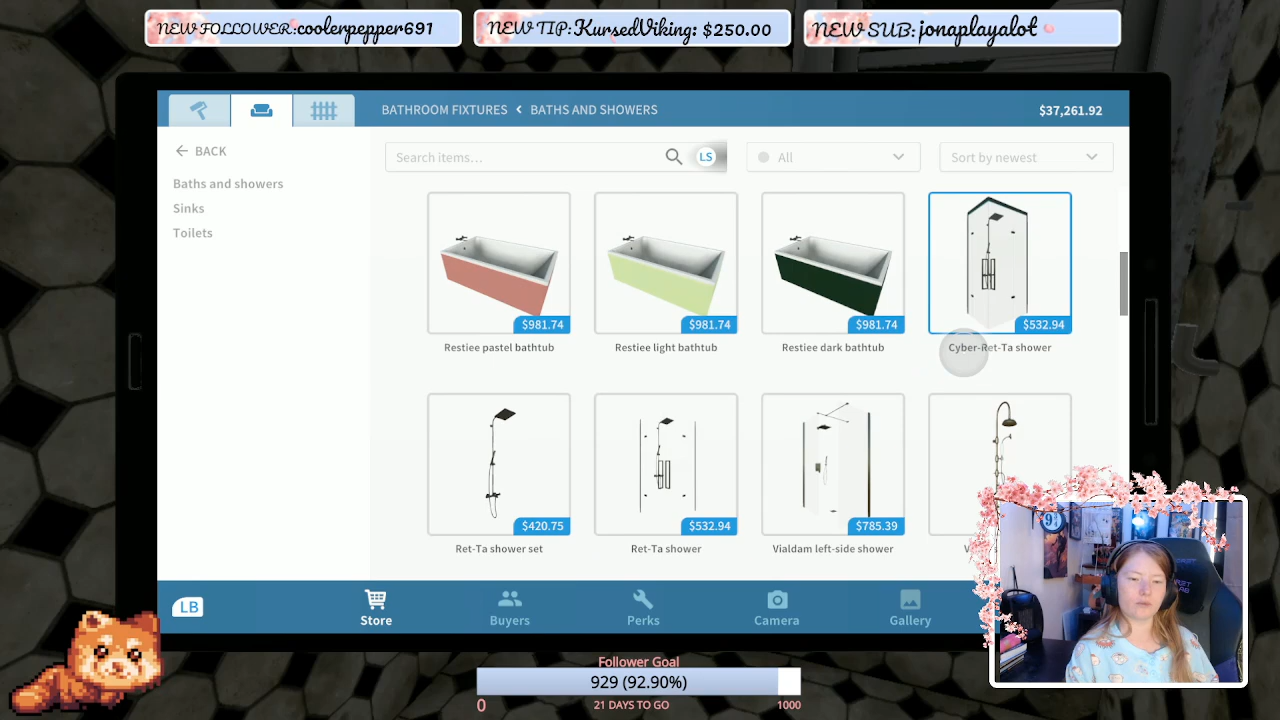 NEW FOLLOWER: coolerpepper691
NEW TIP: KursedViking: $250.00
NEW SUB: jonaplayalot
BATHROOM FIXTURES < BATHS AND SHOWERS
$37,261.92
BACK
Search items...
LS
All
Sort by newest
Baths and showers
Sinks
Toilets
$981.74
$981.74
$981.74
$532.94
Restiee pastel bathtub
Restiee light bathtub
Restiee dark bathtub
Cyber-Ret-Ta shower
$420.75
$532.94
$785.39
Ret-Ta shower set
Ret-Ta shower
Vialdam left-side shower
LB
Store
Buyers
Perks
Camera
Gallery
Follower Goal
929 (92.90%)
0
21 DAYS TO GO
1000